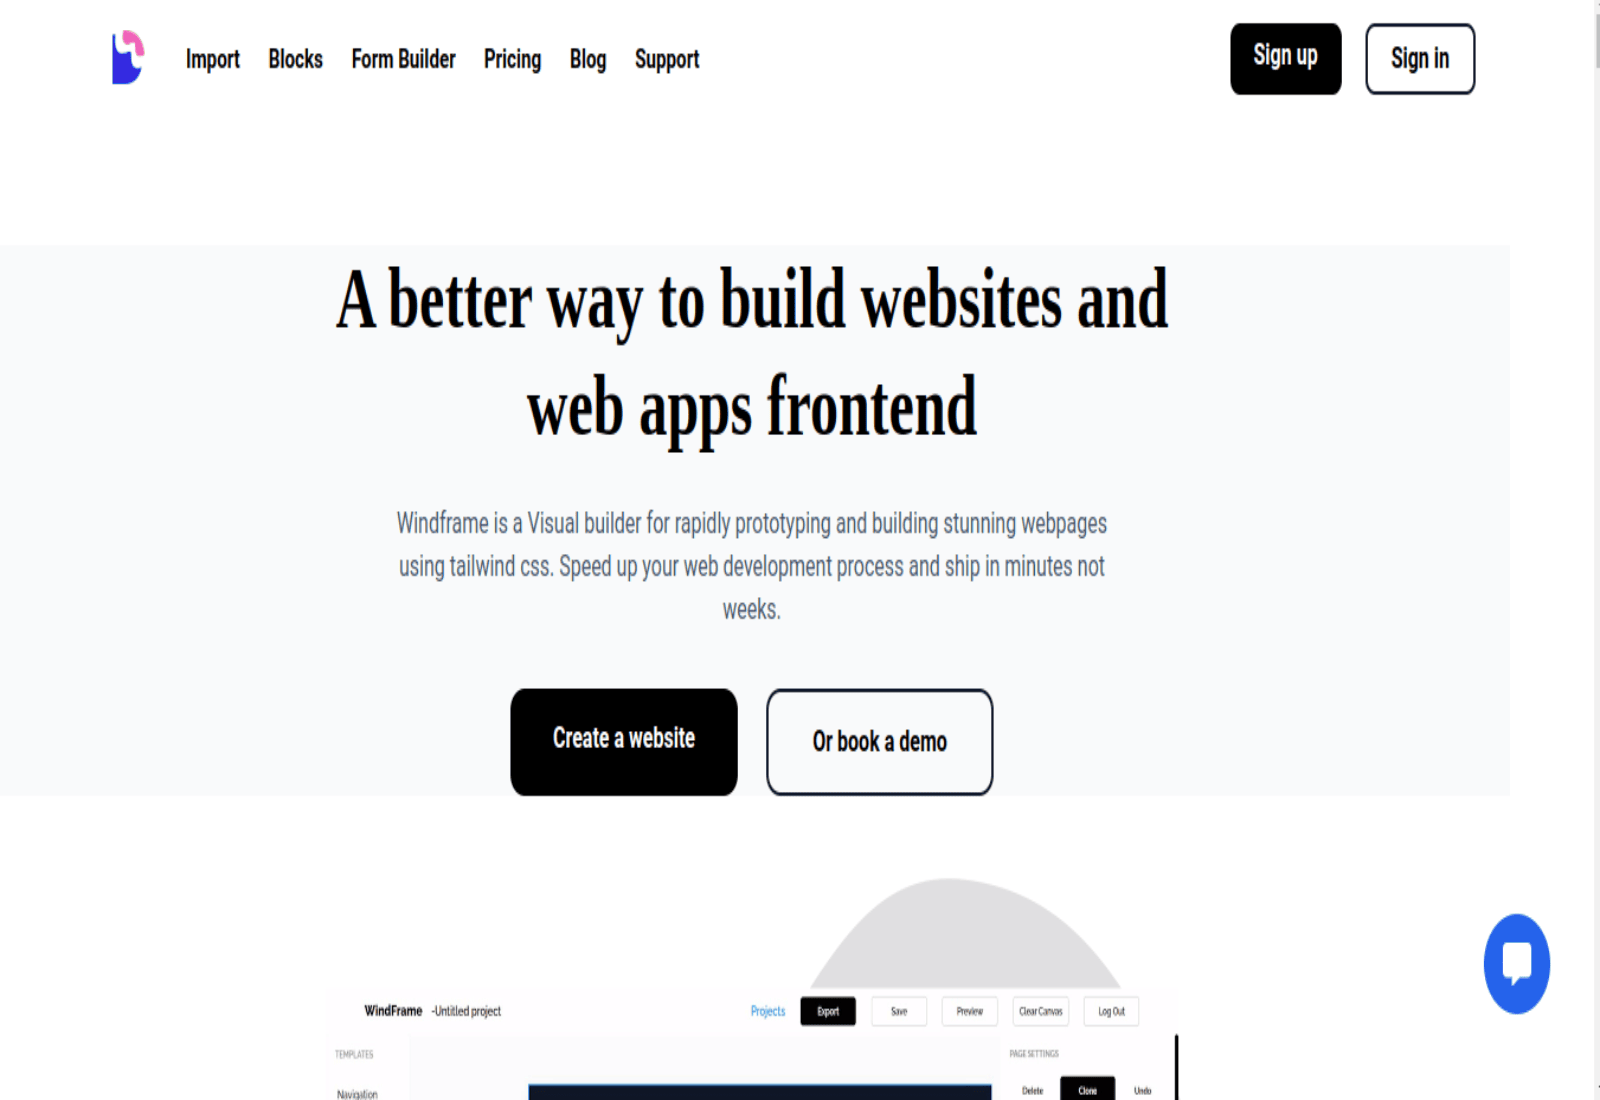 Import Blocks Form Builder Pricing Blog Support Sign up Sign in
A better way to build websites and
web apps frontend
Windframe is a Visual builder for rapidly prototyping and building stunning webpages
using tailwind css. Speed up your web development process and ship in minutes not
weeks.
Create a website Or book a demo
WindFrame -Untitled project Projects Export Save Preview Clear Canvas Log Out
TEMPLATES PAGE SETTINGS
Navigation Delete Clone Undo